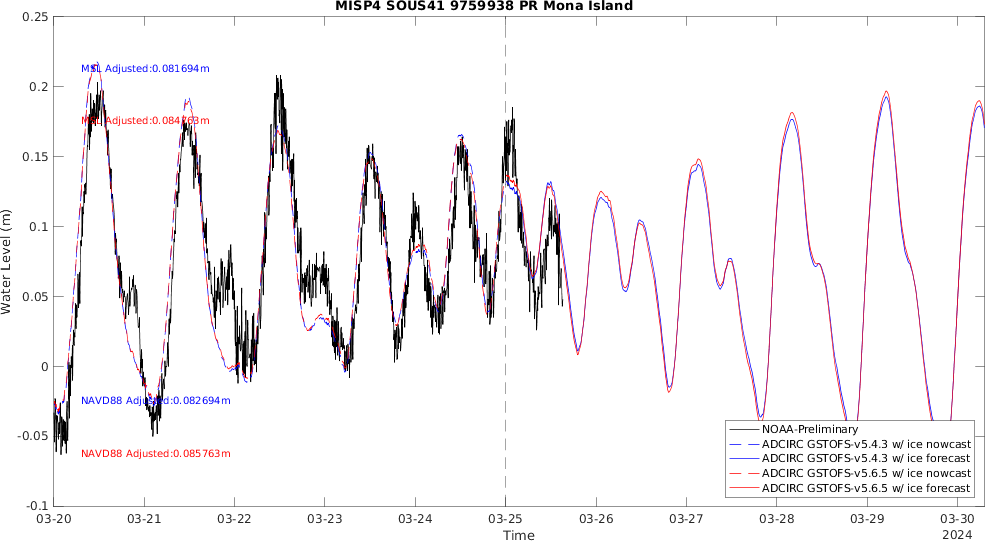 MISP4 SOUS41 9759938 PR Mona Island
0.25
0.2
0.15
0.1
0.05
0
-0.05
-0.1
Water Level (m)
MSL Adjusted:0.081694m
MSL Adjusted:0.084763m
NAVD88 Adjusted:0.082694m
NAVD88 Adjusted:0.085763m
NOAA-Preliminary
ADCIRC GSTOFS-v5.4.3 w/ ice nowcast
ADCIRC GSTOFS-v5.4.3 w/ ice forecast
ADCIRC GSTOFS-v5.6.5 w/ ice nowcast
ADCIRC GSTOFS-v5.6.5 w/ ice forecast
03-20 03-21 03-22 03-23 03-24 03-25 03-26 03-27 03-28 03-29 03-30
Time
2024